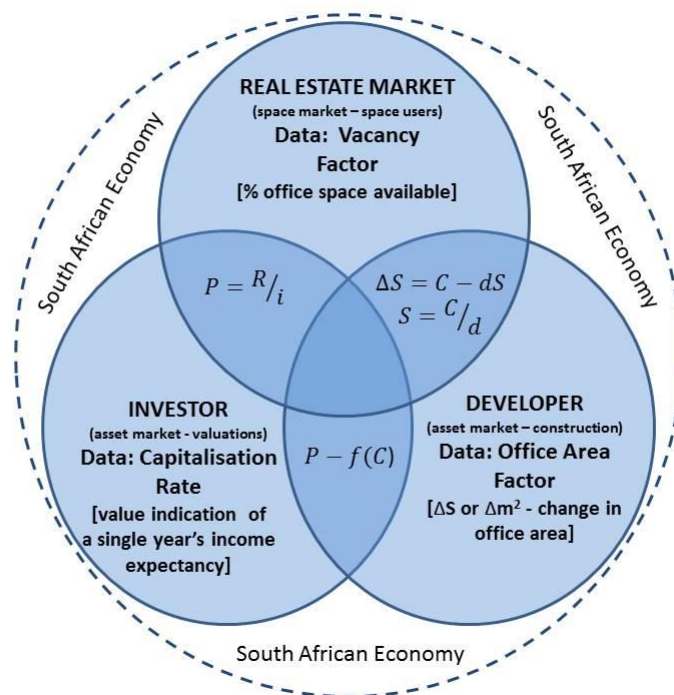 South African Economy
South African Economy
REAL ESTATE MARKET
(space market – space users)
Data: Vacancy
Factor
[% office space available]
P = R/i
ΔS = C − dS
S = C/d
INVESTOR
(asset market - valuations)
Data: Capitalisation
Rate
[value indication of
a single year's income
expectancy]
P − f(C)
DEVELOPER
(asset market – construction)
Data: Office Area
Factor
[ΔS or Δm² - change in
office area]
South African Economy